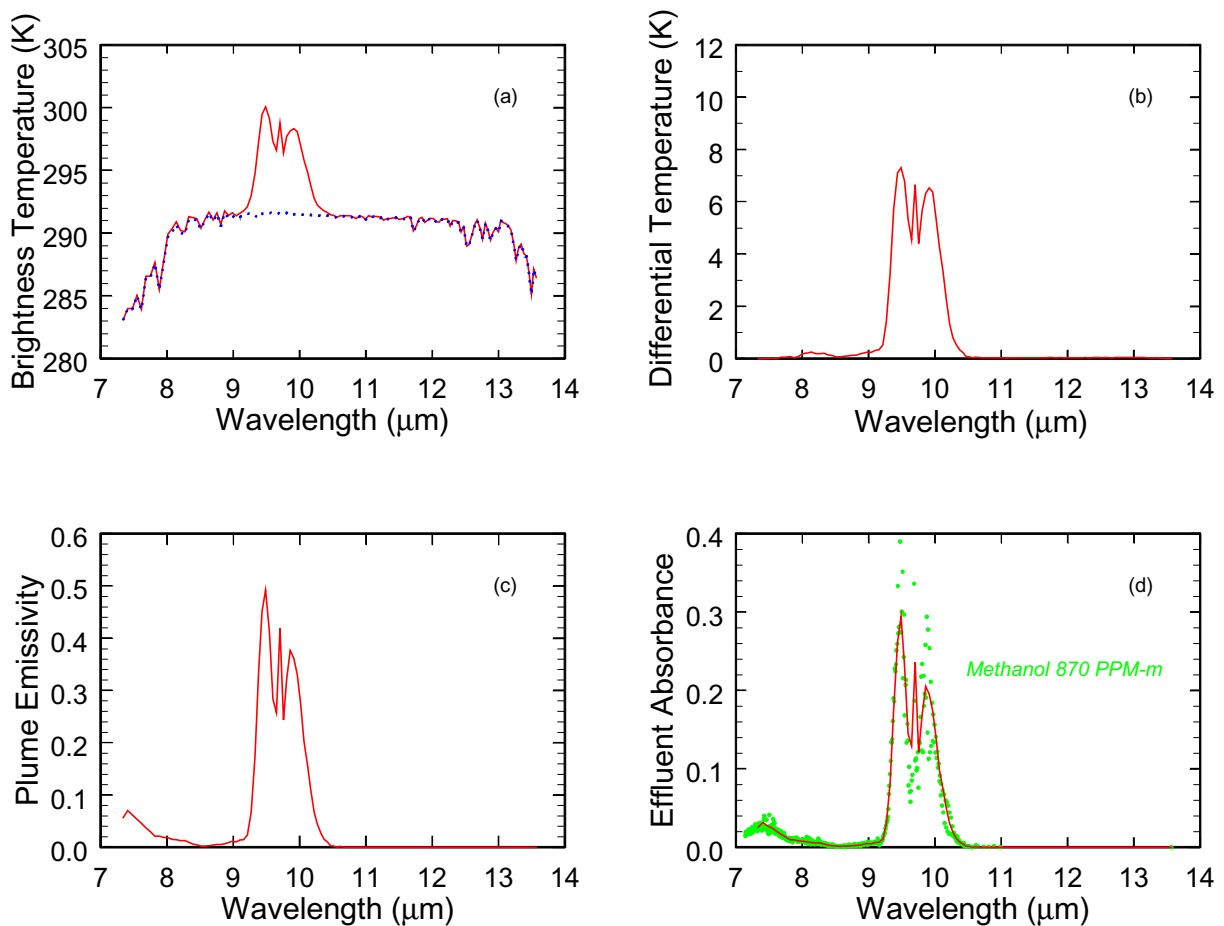 305
300
295
290
285
280
Brightness Temperature (K)
(a)
7 8 9 10 11 12 13 14
Wavelength (μm)
12
10
8
6
4
2
0
Differential Temperature (K)
(b)
7 8 9 10 11 12 13 14
Wavelength (μm)
0.6
0.5
0.4
0.3
0.2
0.1
0.0
Plume Emissivity
(c)
7 8 9 10 11 12 13 14
Wavelength (μm)
0.4
0.3
0.2
0.1
0.0
Effluent Absorbance
(d)
Methanol 870 PPM-m
7 8 9 10 11 12 13 14
Wavelength (μm)